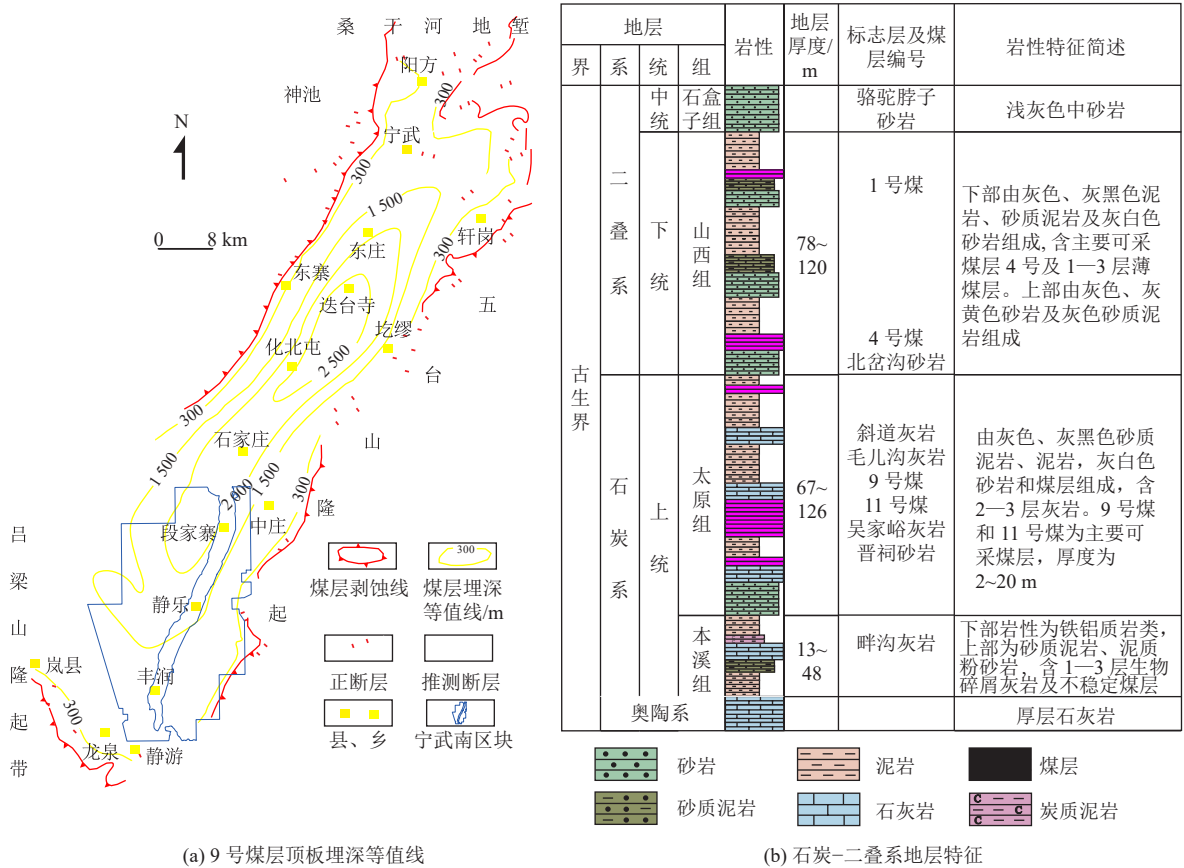 桑干河地堑
阳方
300
神池
300
N
宁武
300
1 500
0 8 km
轩岗
东庄
300
东寨
五
迭台寺
圪缪
化北屯
2 500
台
300
山
石家庄
1 500
1 500
300
2 000
隆
中庄
段家寨
起
静乐
吕梁山隆起带
岚县
丰润
300
龙泉
静游
煤层剥蚀线
300
煤层埋深
等值线/m
正断层
推测断层
县、乡
宁武南区块
(a) 9 号煤层顶板埋深等值线
地层
岩性
地层
厚度/
m
标志层及煤
层编号
岩性特征简述
界
系
统
组
古生界
二叠系
中统
石盒子组
骆驼脖子
砂岩
浅灰色中砂岩
下统
山西组
78~
120
1 号煤
4 号煤
北岔沟砂岩
下部由灰色、灰黑色泥
岩、砂质泥岩及灰白色
砂岩组成, 含主要可采
煤层 4 号及 1—3 层薄
煤层。上部由灰色、灰
黄色砂岩及灰色砂质泥
岩组成
石炭系
上统
太原组
67~
126
斜道灰岩
毛儿沟灰岩
9 号煤
11 号煤
吴家峪灰岩
晋祠砂岩
由灰色、灰黑色砂质
泥岩、泥岩，灰白色
砂岩和煤层组成，含
2—3 层灰岩。9 号煤
和 11 号煤为主要可
采煤层，厚度为
2~20 m
本溪组
13~
48
畔沟灰岩
下部岩性为铁铝质岩类，
上部为砂质泥岩、泥质
粉砂岩，含 1—3 层生物
碎屑灰岩及不稳定煤层
奥陶系
厚层石灰岩
砂岩
泥岩
煤层
砂质泥岩
石灰岩
C C C
炭质泥岩
(b) 石炭−二叠系地层特征